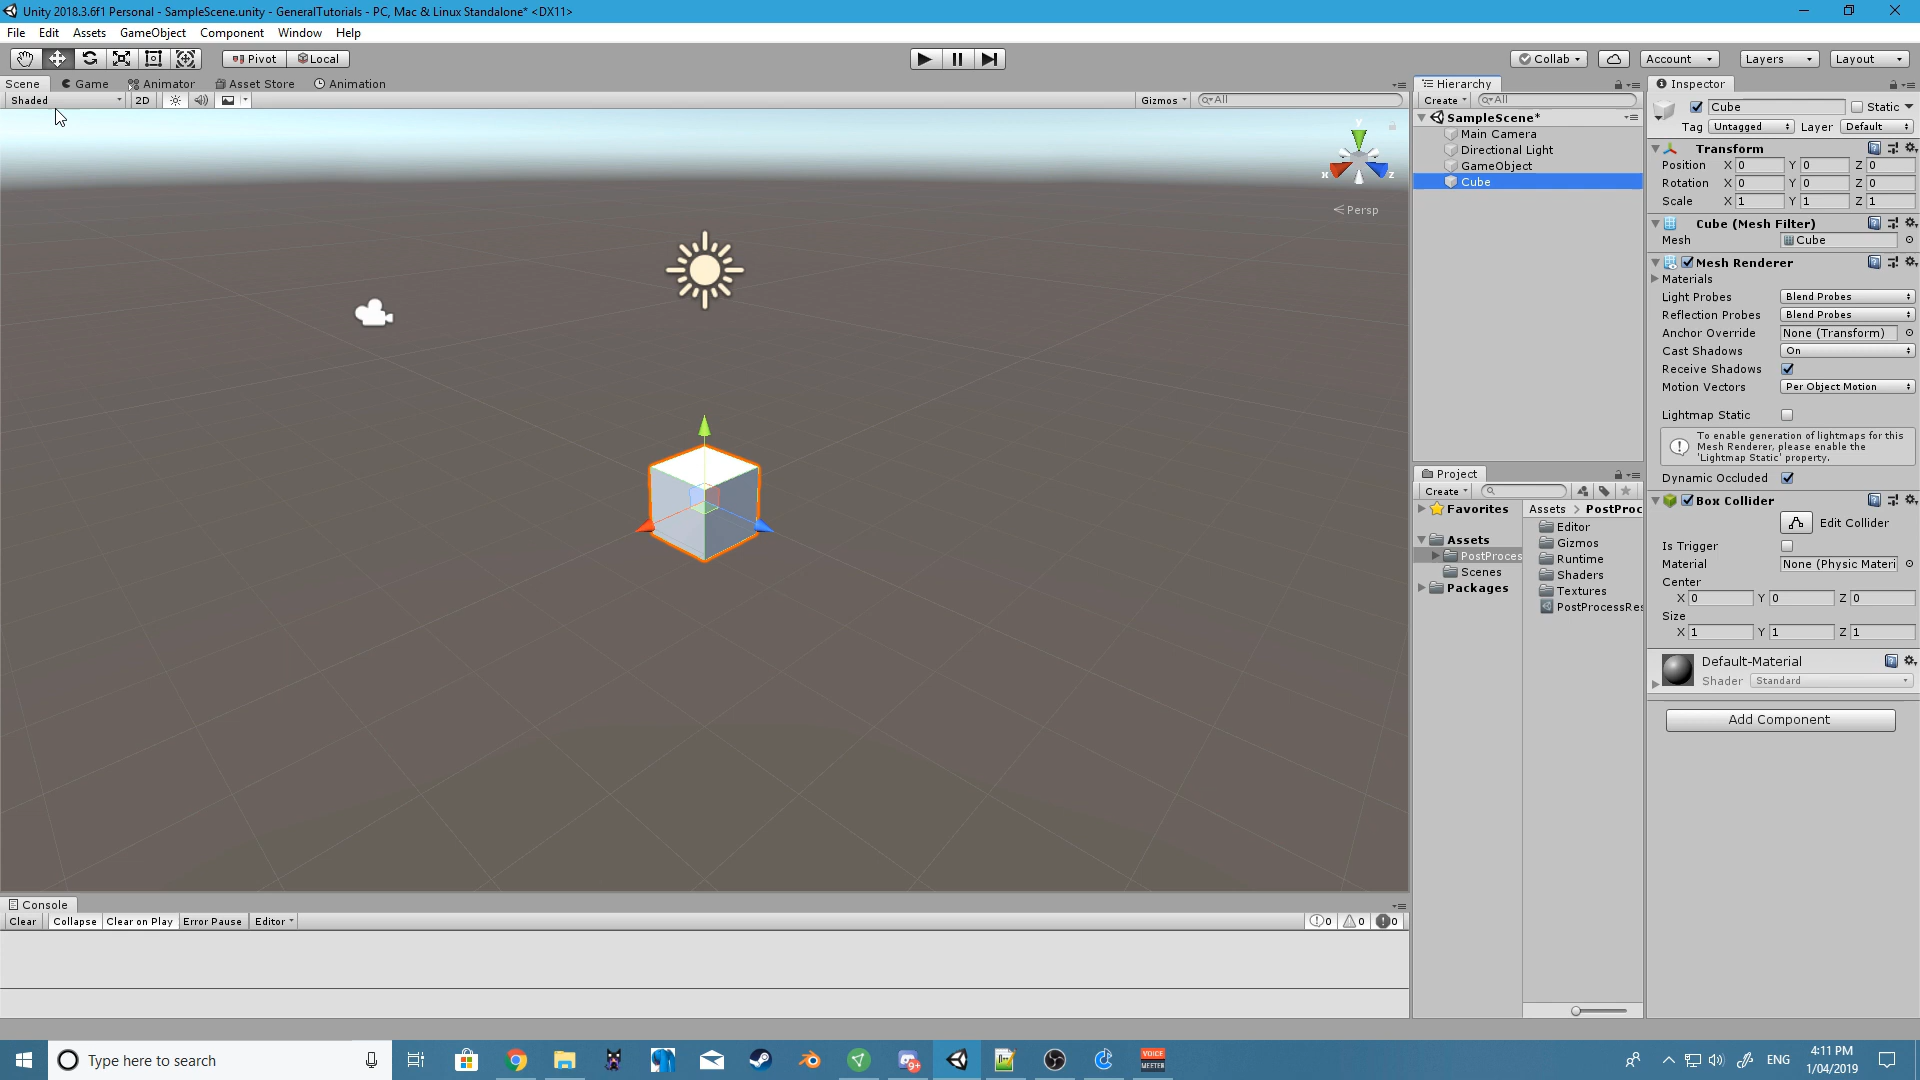 Unity 2018.3.6f1 Personal - SampleScene.unity - GeneralTutorials - PC, Mac & Linux Standalone* <DX11>
File Edit Assets GameObject Component Window Help
Pivot Local Collab Account Layers Layout
Scene Game Animator Asset Store Animation
Shaded 2D Gizmos All
y
x z
Persp
Hierarchy
Create All
SampleScene*
Main Camera
Directional Light
GameObject
Cube
Project
Create
Favorites
Assets
PostProces
Scenes
Packages
Assets > PostProc
Editor
Gizmos
Runtime
Shaders
Textures
PostProcessRes
Inspector
Cube Static
Tag Untagged Layer Default
Transform
Position X 0 Y 0 Z 0
Rotation X 0 Y 0 Z 0
Scale X 1 Y 1 Z 1
Cube (Mesh Filter)
Mesh Cube
Mesh Renderer
Materials
Light Probes Blend Probes
Reflection Probes Blend Probes
Anchor Override None (Transform)
Cast Shadows On
Receive Shadows
Motion Vectors Per Object Motion
Lightmap Static
To enable generation of lightmaps for this
Mesh Renderer, please enable the
'Lightmap Static' property.
Dynamic Occluded
Box Collider
Edit Collider
Is Trigger
Material None (Physic Materi
Center
X 0 Y 0 Z 0
Size
X 1 Y 1 Z 1
Default-Material
Shader Standard
Add Component
Console
Clear Collapse Clear on Play Error Pause Editor 0 0 0
Type here to search
9+
VOICE
MEETER
ENG
4:11 PM
1/04/2019